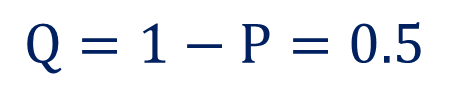 Q = 1 − P = 0.5